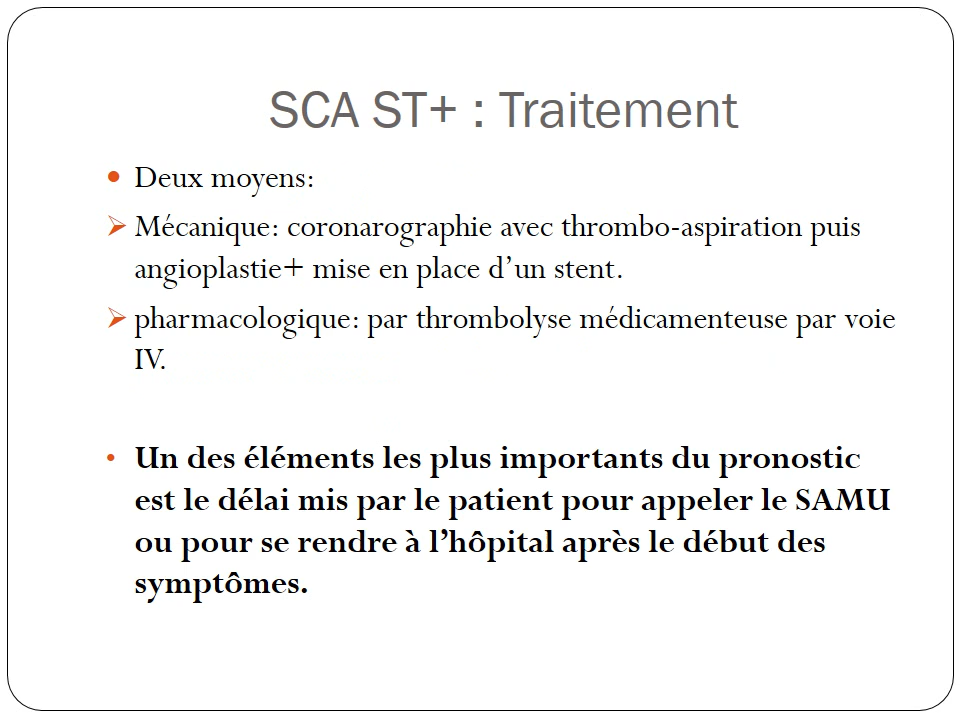 SCA ST+ : Traitement
• Deux moyens:
➢ Mécanique: coronarographie avec thrombo-aspiration puis
angioplastie+ mise en place d’un stent.
➢ pharmacologique: par thrombolyse médicamenteuse par voie
IV.
• Un des éléments les plus importants du pronostic
est le délai mis par le patient pour appeler le SAMU
ou pour se rendre à l’hôpital après le début des
symptômes.